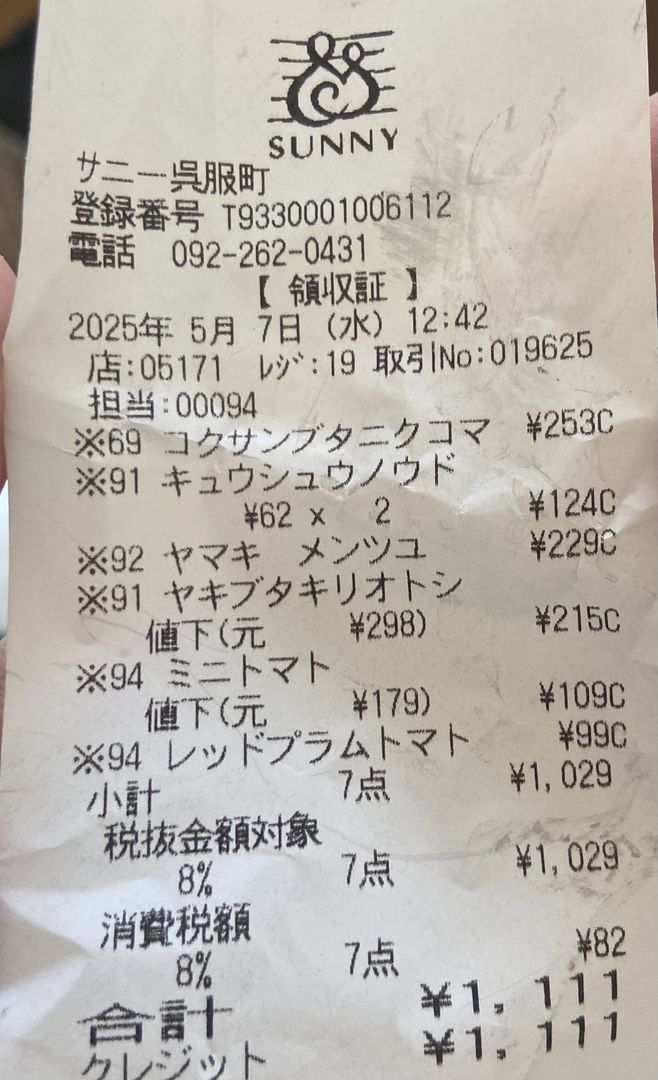 SUNNY
サニー呉服町
登録番号 T9330001006112
電話 092-262-0431
【 領収証 】
2025年 5月 7日 (水) 12:42
店:05171 ﾚｼﾞ:19 取引No:019625
担当:00094
※69 コクサンブタニクコマ ¥253C
※91 キュウシュウノウド
¥62 x 2 ¥124C
※92 ヤマキ メンツユ ¥229C
※91 ヤキブタキリオトシ
値下(元 ¥298) ¥215C
※94 ミニトマト
値下(元 ¥179) ¥109C
※94 レッドプラムトマト ¥99C
小計 7点 ¥1,029
税抜金額対象
8% 7点 ¥1,029
消費税額
8% 7点 ¥82
合計 ¥1,111
クレジット ¥1,111